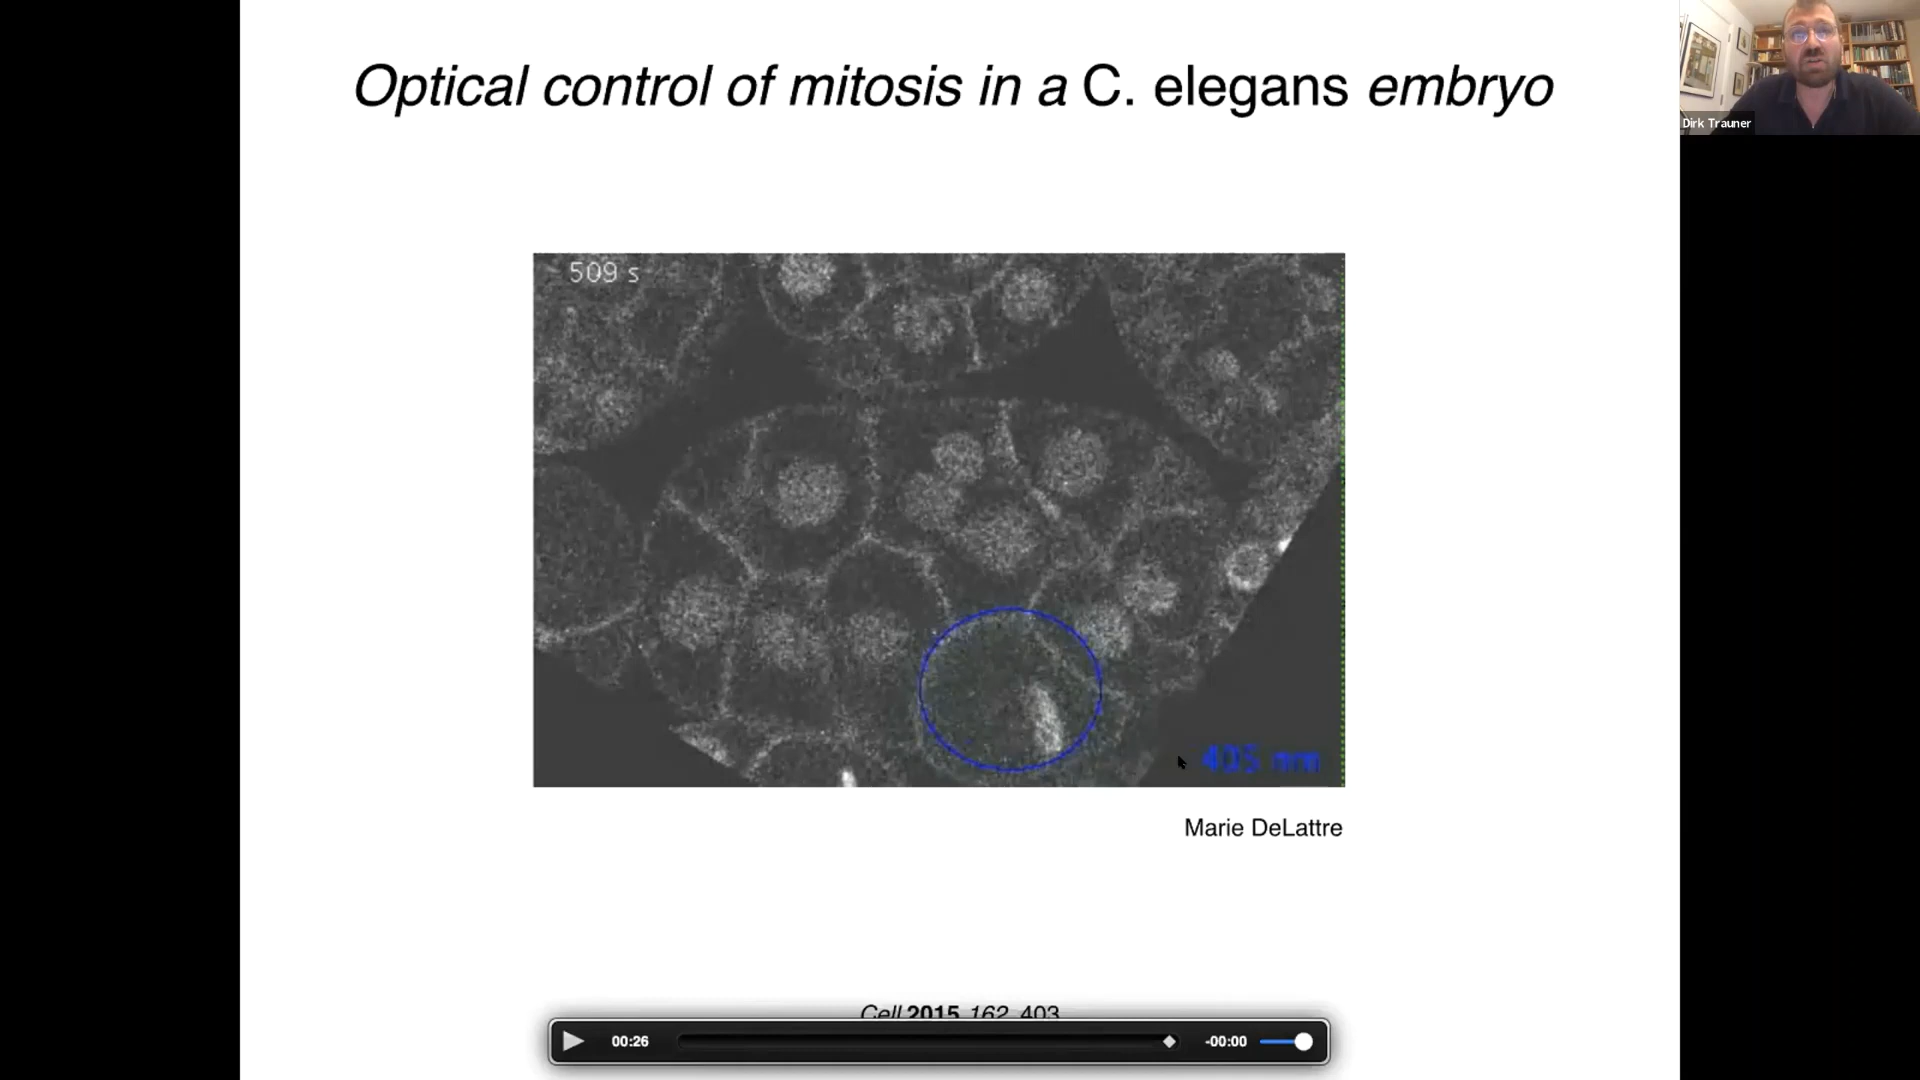 Optical control of mitosis in a C. elegans embryo
Dirk Trauner
509 s
405 nm
Marie DeLattre
Cell 2015, 162, 403
00:26
-00:00